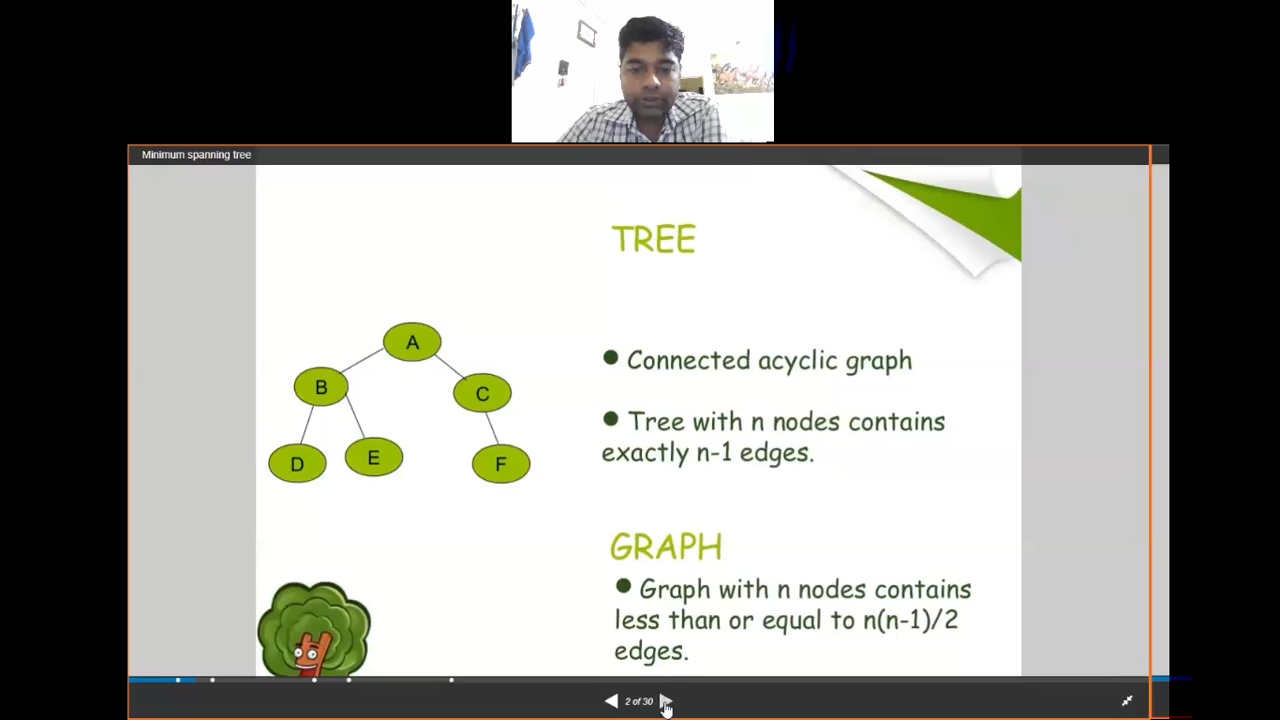 Minimum spanning tree
TREE
A
B
C
D
E
F
● Connected acyclic graph
● Tree with n nodes contains
exactly n-1 edges.
GRAPH
● Graph with n nodes contains
less than or equal to n(n-1)/2
edges.
2 of 30